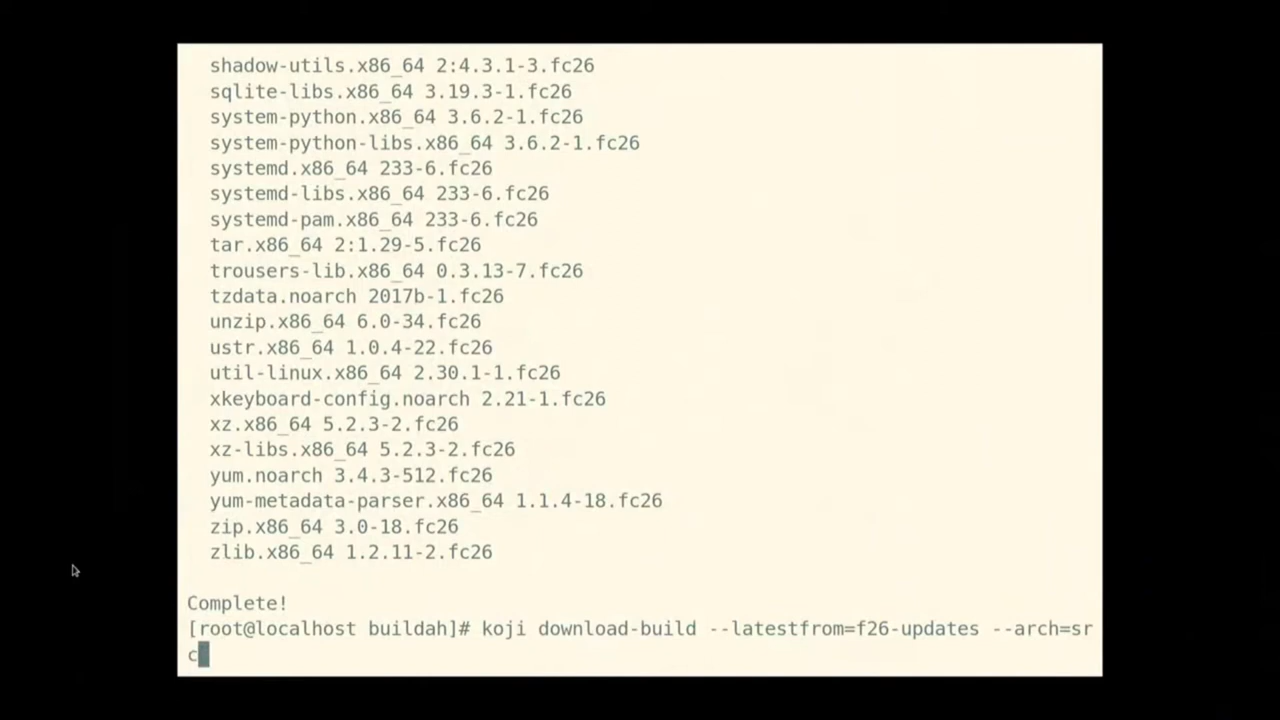 shadow-utils.x86_64 2:4.3.1-3.fc26
sqlite-libs.x86_64 3.19.3-1.fc26
system-python.x86_64 3.6.2-1.fc26
system-python-libs.x86_64 3.6.2-1.fc26
systemd.x86_64 233-6.fc26
systemd-libs.x86_64 233-6.fc26
systemd-pam.x86_64 233-6.fc26
tar.x86_64 2:1.29-5.fc26
trousers-lib.x86_64 0.3.13-7.fc26
tzdata.noarch 2017b-1.fc26
unzip.x86_64 6.0-34.fc26
ustr.x86_64 1.0.4-22.fc26
util-linux.x86_64 2.30.1-1.fc26
xkeyboard-config.noarch 2.21-1.fc26
xz.x86_64 5.2.3-2.fc26
xz-libs.x86_64 5.2.3-2.fc26
yum.noarch 3.4.3-512.fc26
yum-metadata-parser.x86_64 1.1.4-18.fc26
zip.x86_64 3.0-18.fc26
zlib.x86_64 1.2.11-2.fc26
Complete!
[root@localhost buildah]# koji download-build --latestfrom=f26-updates --arch=sr
c